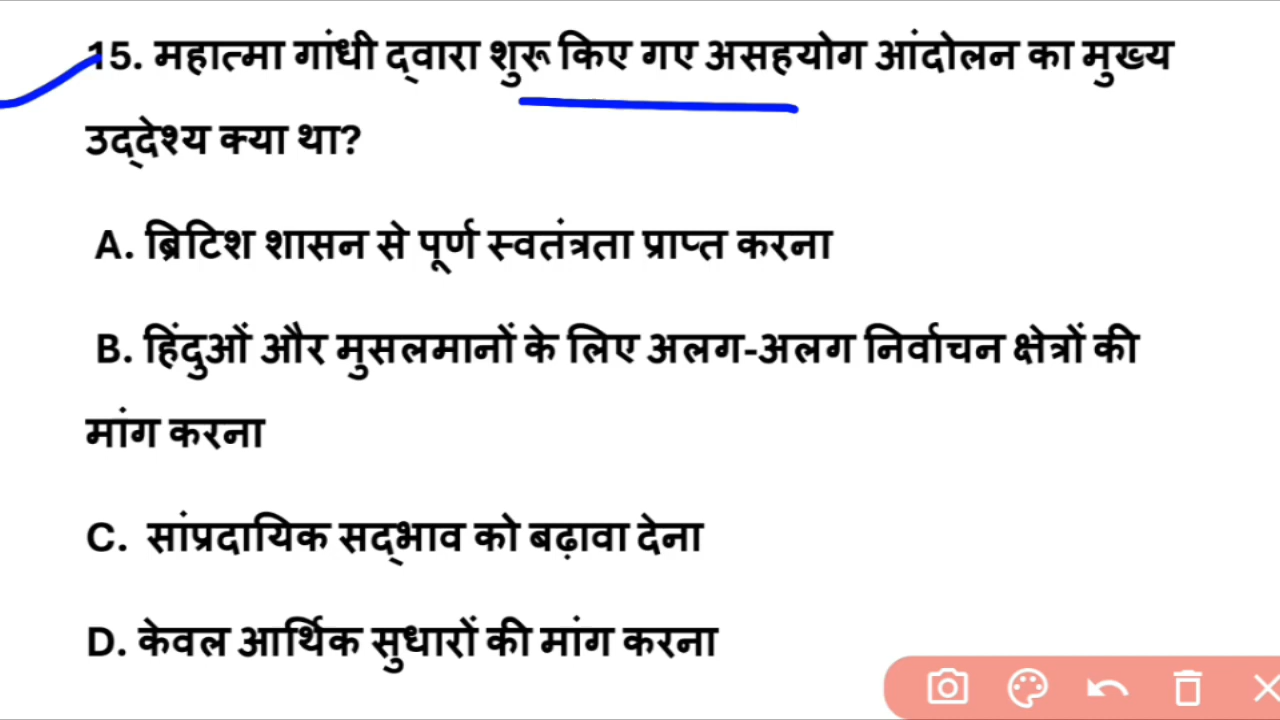 15. महात्मा गांधी द्वारा शुरू किए गए असहयोग आंदोलन का मुख्य
उद्देश्य क्या था?
A. ब्रिटिश शासन से पूर्ण स्वतंत्रता प्राप्त करना
B. हिंदुओं और मुसलमानों के लिए अलग-अलग निर्वाचन क्षेत्रों की
मांग करना
C. सांप्रदायिक सद्भाव को बढ़ावा देना
D. केवल आर्थिक सुधारों की मांग करना